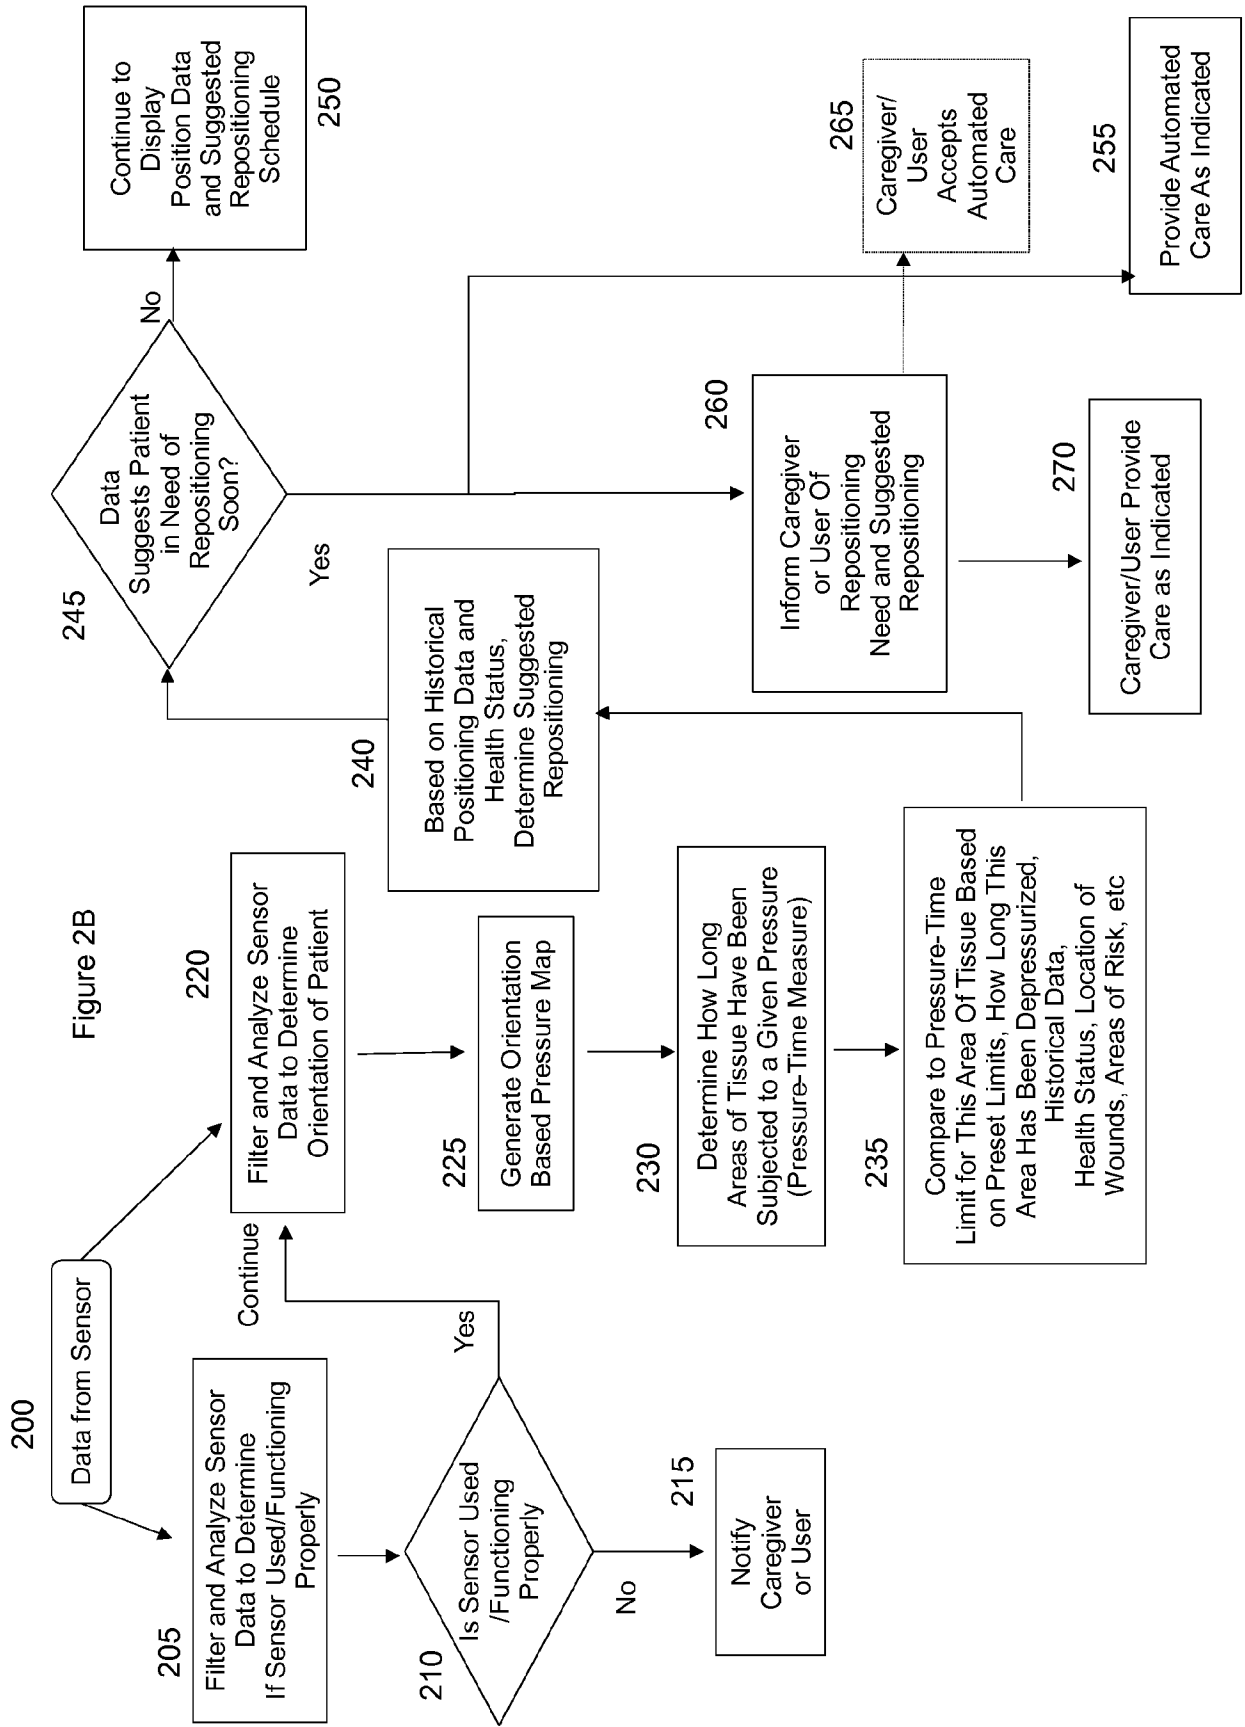 Figure 2B
200
Data from Sensor
205
Filter and Analyze Sensor
Data to Determine
If Sensor Used/Functioning
Properly
210
Is Sensor Used
/Functioning
Properly
Yes
Continue
No
215
Notify
Caregiver
or User
220
Filter and Analyze Sensor
Data to Determine
Orientation of Patient
225
Generate Orientation
Based Pressure Map
230
Determine How Long
Areas of Tissue Have Been
Subjected to a Given Pressure
(Pressure-Time Measure)
235
Compare to Pressure-Time
Limit for This Area Of Tissue Based
on Preset Limits, How Long This
Area Has Been Depressurized,
Historical Data,
Health Status, Location of
Wounds, Areas of Risk, etc
240
Based on Historical
Positioning Data and
Health Status,
Determine Suggested
Repositioning
245
Data
Suggests Patient
in Need of
Repositioning
Soon?
No
Yes
250
Continue to
Display
Position Data
and Suggested
Repositioning
Schedule
260
Inform Caregiver
or User Of
Repositioning
Need and Suggested
Repositioning
265
Caregiver/
User
Accepts
Automated
Care
255
Provide Automated
Care As Indicated
270
Caregiver/User Provide
Care as Indicated